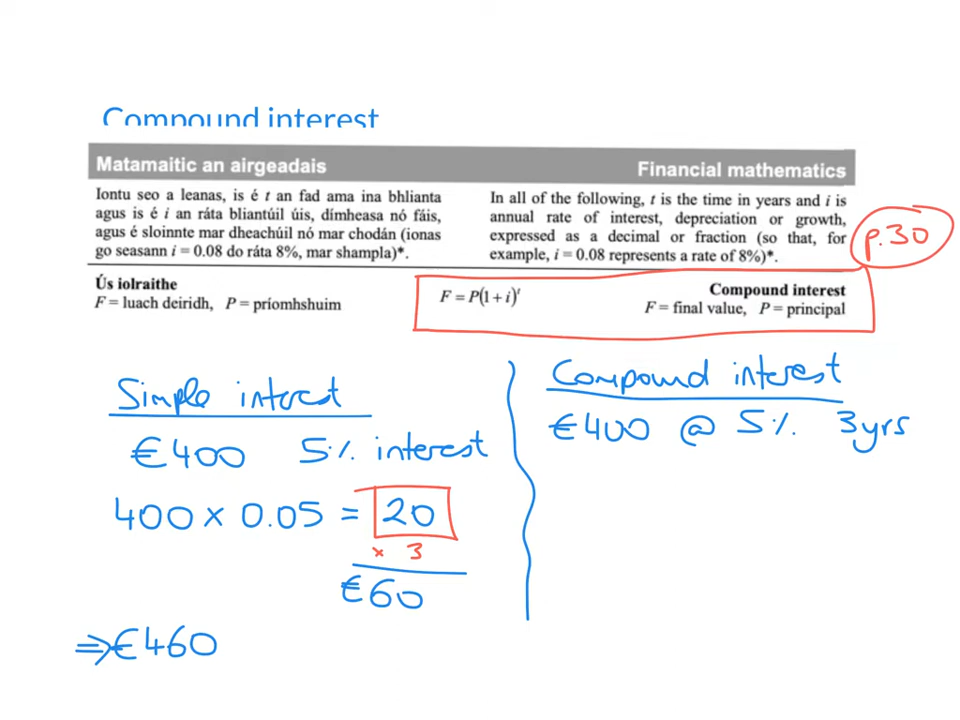 Compound interest
Matamaitic an airgeadais
Financial mathematics
Iontu seo a leanas, is é t an fad ama ina bhlianta
agus is é i an ráta bliantúil úis, dímheasa nó fáis,
agus é sloinnte mar dheachúil nó mar chodán (ionas
go seasann i = 0.08 do ráta 8%, mar shampla)*.
In all of the following, t is the time in years and i is
annual rate of interest, depreciation or growth,
expressed as a decimal or fraction (so that, for
example, i = 0.08 represents a rate of 8%)*.
p.30
Ús iolraithe
F = luach deiridh, P = príomhshuim
F = P(1 + i)^t
Compound interest
F = final value, P = principal
Simple interest
€400 5% interest
400 × 0.05 = 20
× 3
€60
⇒€460
Compound interest
€400 @ 5% 3yrs